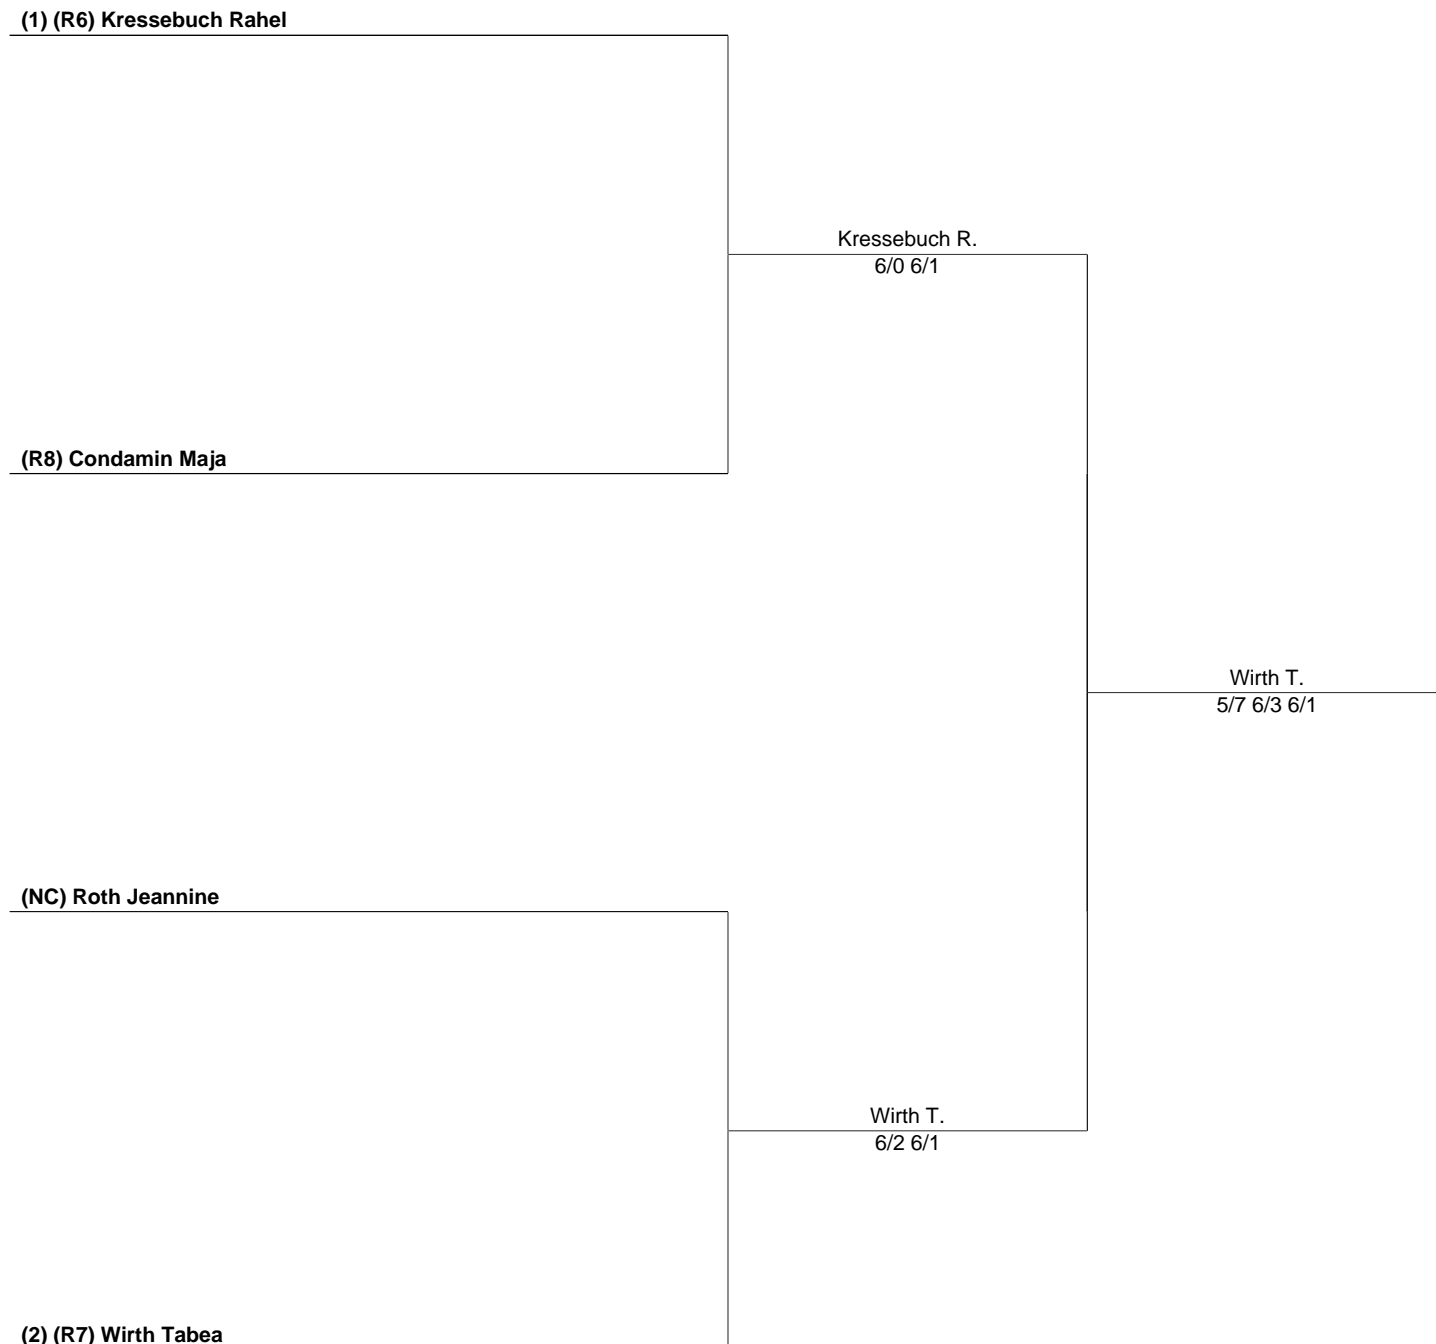 (1) (R6) Kressebuch Rahel
Kressebuch R.
6/0 6/1
(R8) Condamin Maja
Wirth T.
5/7 6/3 6/1
(NC) Roth Jeannine
Wirth T.
6/2 6/1
(2) (R7) Wirth Tabea